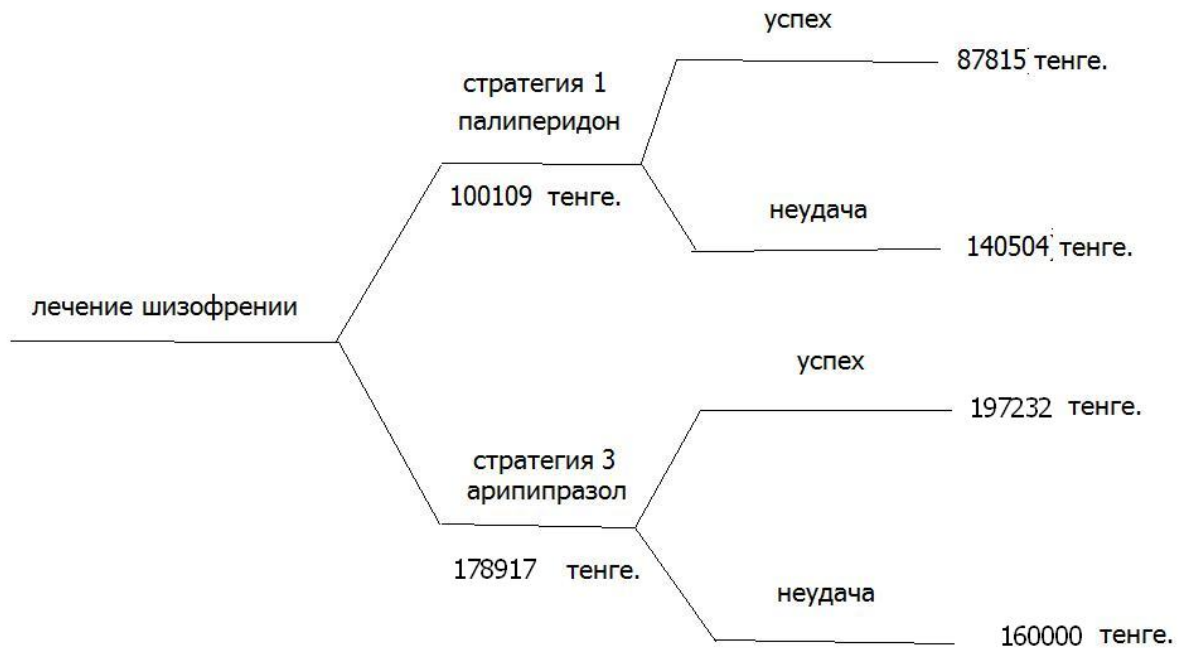 успех
87815 тенге.
стратегия 1
палиперидон
100109 тенге.
неудача
140504 тенге.
лечение шизофрении
успех
197232 тенге.
стратегия 3
арипипразол
178917 тенге.
неудача
160000 тенге.